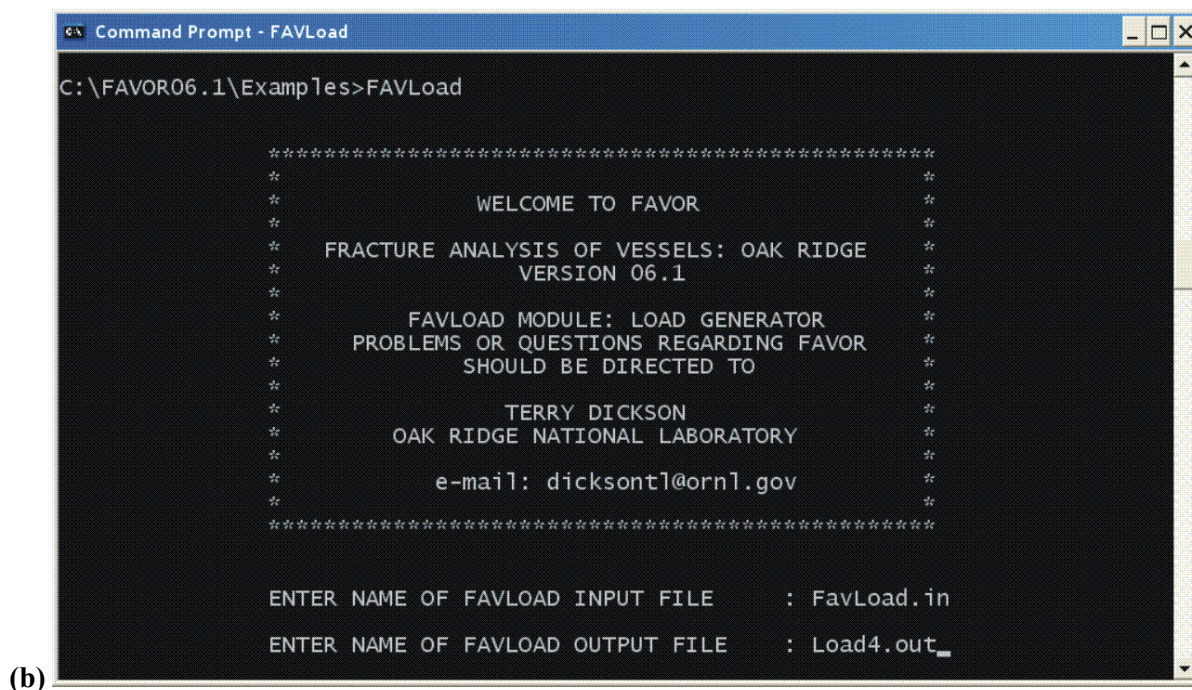 Command Prompt - FAVLoad
C:\FAVOR06.1\Examples>FAVLoad
**************************************************
* *
* WELCOME TO FAVOR *
* *
* FRACTURE ANALYSIS OF VESSELS: OAK RIDGE *
* VERSION 06.1 *
* *
* FAVLOAD MODULE: LOAD GENERATOR *
* PROBLEMS OR QUESTIONS REGARDING FAVOR *
* SHOULD BE DIRECTED TO *
* *
* TERRY DICKSON *
* OAK RIDGE NATIONAL LABORATORY *
* *
* e-mail: dicksontl@ornl.gov *
* *
**************************************************
ENTER NAME OF FAVLOAD INPUT FILE : FavLoad.in
ENTER NAME OF FAVLOAD OUTPUT FILE : Load4.out_
(b)